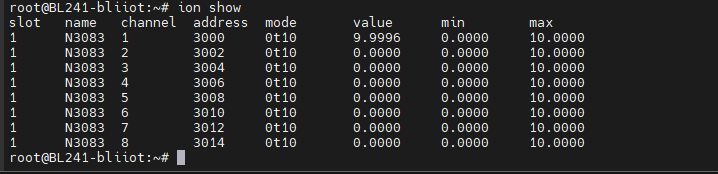 root@BL241-bliiot:~# ion show
slot name channel address mode value min max
1 N3083 1 3000 0t10 9.9996 0.0000 10.0000
1 N3083 2 3002 0t10 0.0000 0.0000 10.0000
1 N3083 3 3004 0t10 0.0000 0.0000 10.0000
1 N3083 4 3006 0t10 0.0000 0.0000 10.0000
1 N3083 5 3008 0t10 0.0000 0.0000 10.0000
1 N3083 6 3010 0t10 0.0000 0.0000 10.0000
1 N3083 7 3012 0t10 0.0000 0.0000 10.0000
1 N3083 8 3014 0t10 0.0000 0.0000 10.0000
root@BL241-bliiot:~#